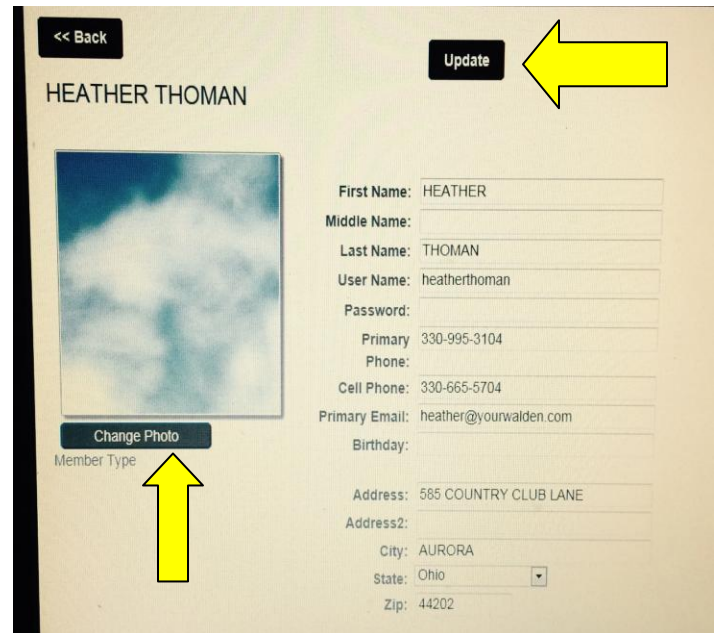 << Back
Update
HEATHER THOMAN
First Name: HEATHER
Middle Name:
Last Name: THOMAN
User Name: heatherthoman
Password:
Primary Phone: 330-995-3104
Cell Phone: 330-665-5704
Primary Email: heather@yourwalden.com
Change Photo
Birthday:
Member Type
Address: 585 COUNTRY CLUB LANE
Address2:
City: AURORA
State: Ohio
Zip: 44202